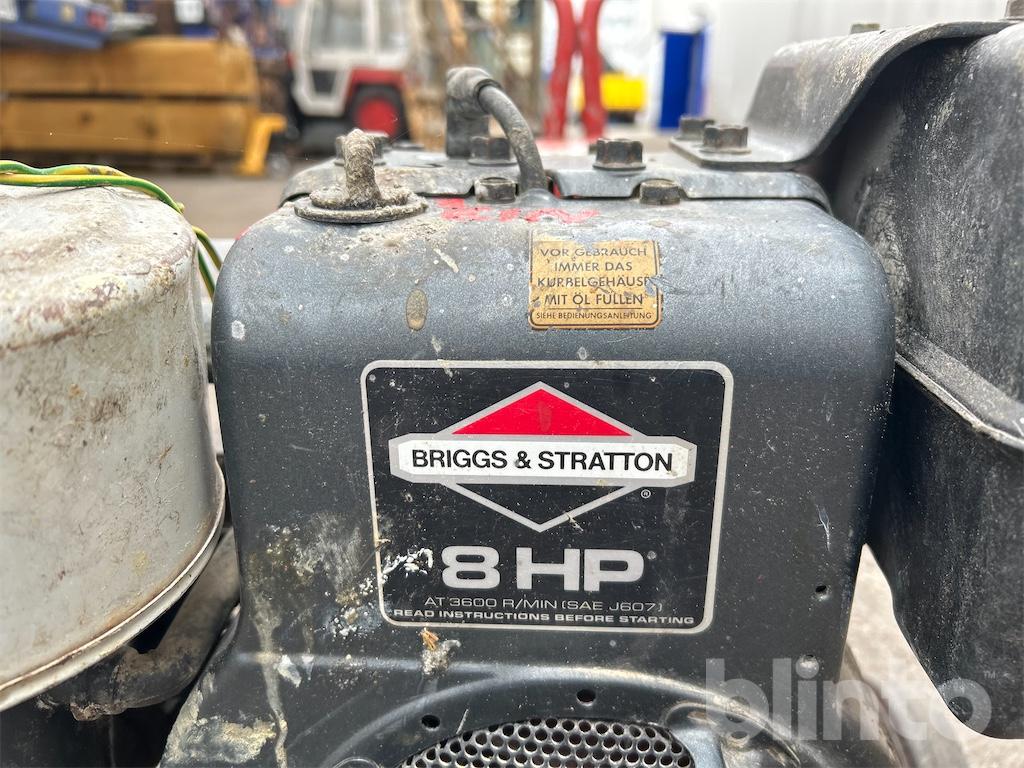 VOR GEBRAUCH
IMMER DAS
KURBELGEHÄUSE
MIT ÖL FÜLLEN
SIEHE BEDIENUNGSANLEITUNG
BRIGGS & STRATTON
®
8 HP
AT 3600 R/MIN (SAE J607)
READ INSTRUCTIONS BEFORE STARTING
blinto